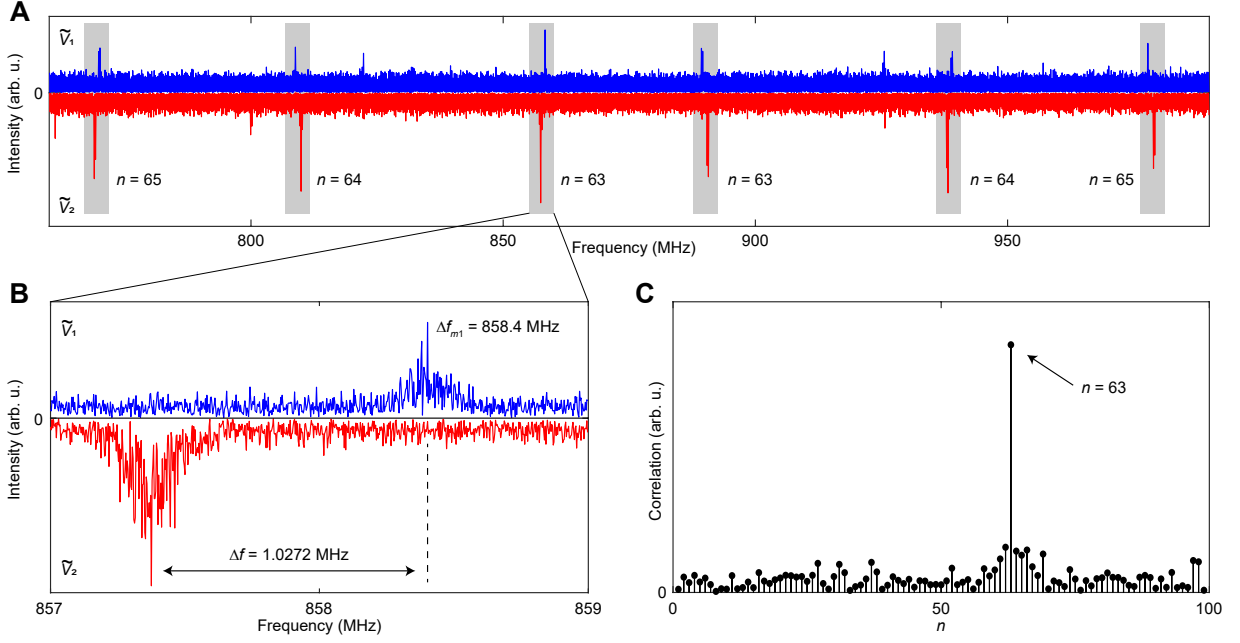 A
Ṽ₁
Intensity (arb. u.)
0
n = 65
n = 64
n = 63
n = 63
n = 64
n = 65
Ṽ₂
800
850
900
950
Frequency (MHz)
B
Ṽ₁
Δfₘ₁ = 858.4 MHz
Intensity (arb. u.)
0
Δf = 1.0272 MHz
Ṽ₂
857
858
859
Frequency (MHz)
C
n = 63
Correlation (arb. u.)
0
0
50
100
n